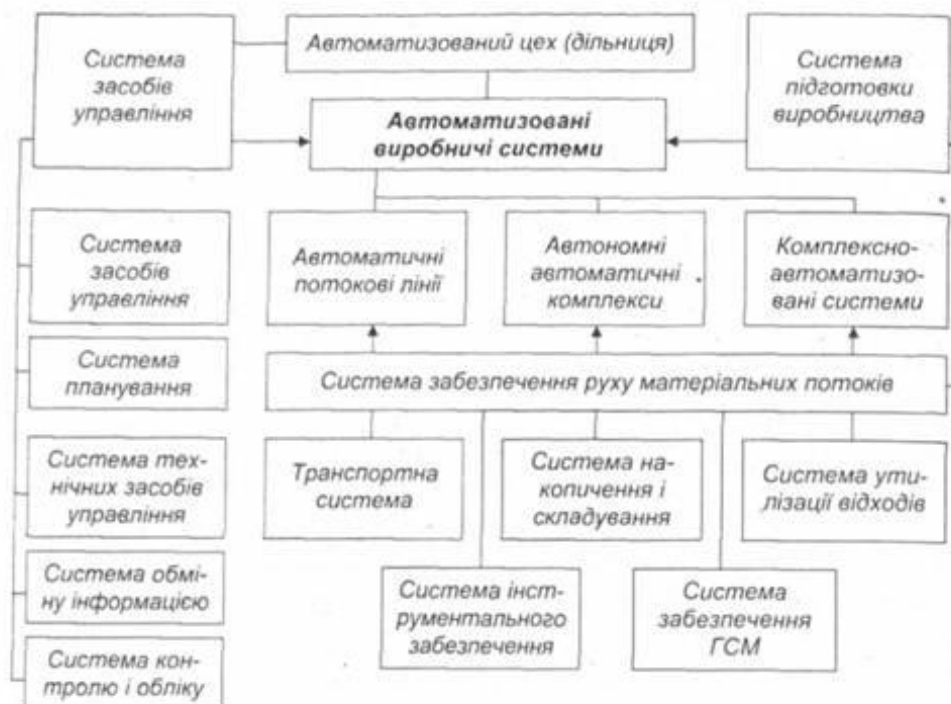 Система
засобів
управління
Автоматизований цех (дільниця)
Система
підготовки
виробництва
Автоматизовані
виробничі системи
Система
засобів
управління
Автоматичні
потокові лінії
Автономні
автоматичні
комплекси
Комплексно-
автоматизо-
вані системи
Система
планування
Система забезпечення руху матеріальних потоків
Система тех-
нічних засобів
управління
Транспортна
система
Система на-
копичення і
складування
Система ути-
лізації відходів
Система обмі-
ну інформацією
Система інст-
рументального
забезпечення
Система
забезпечення
ГСМ
Система кон-
тролю і обліку